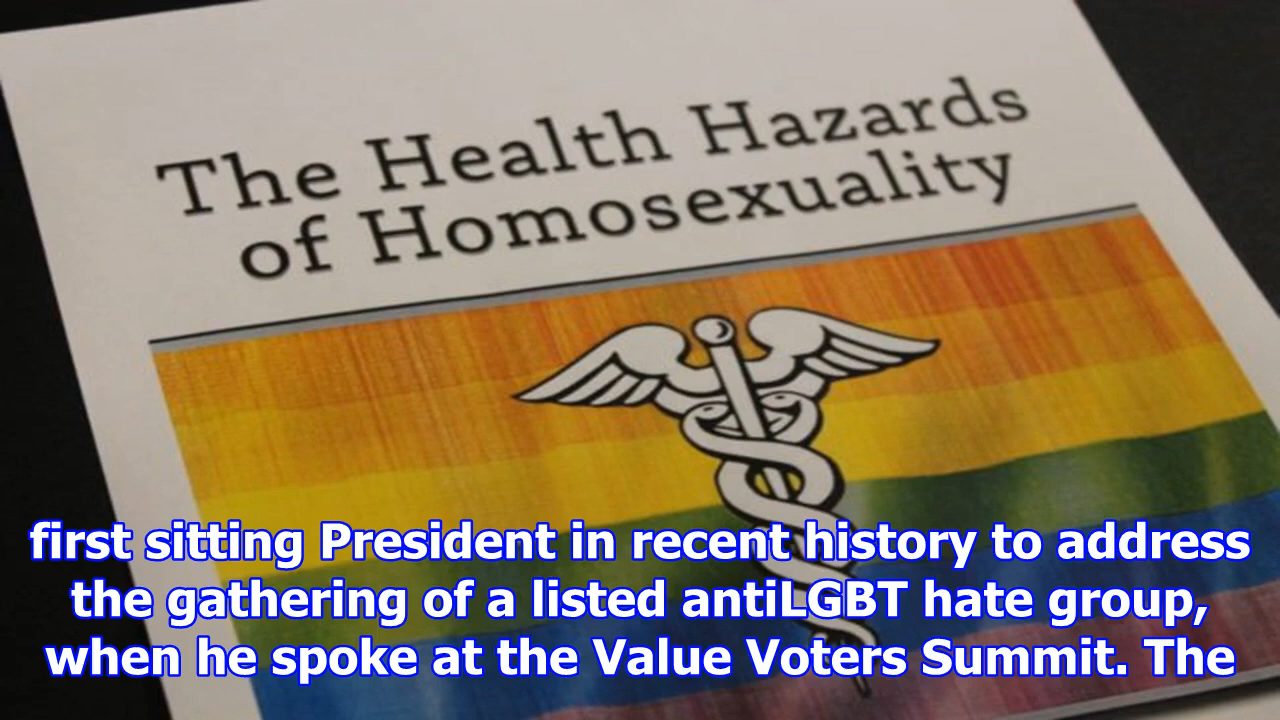 The Health Hazards
of Homosexuality
first sitting President in recent history to address
the gathering of a listed antiLGBT hate group,
when he spoke at the Value Voters Summit. The